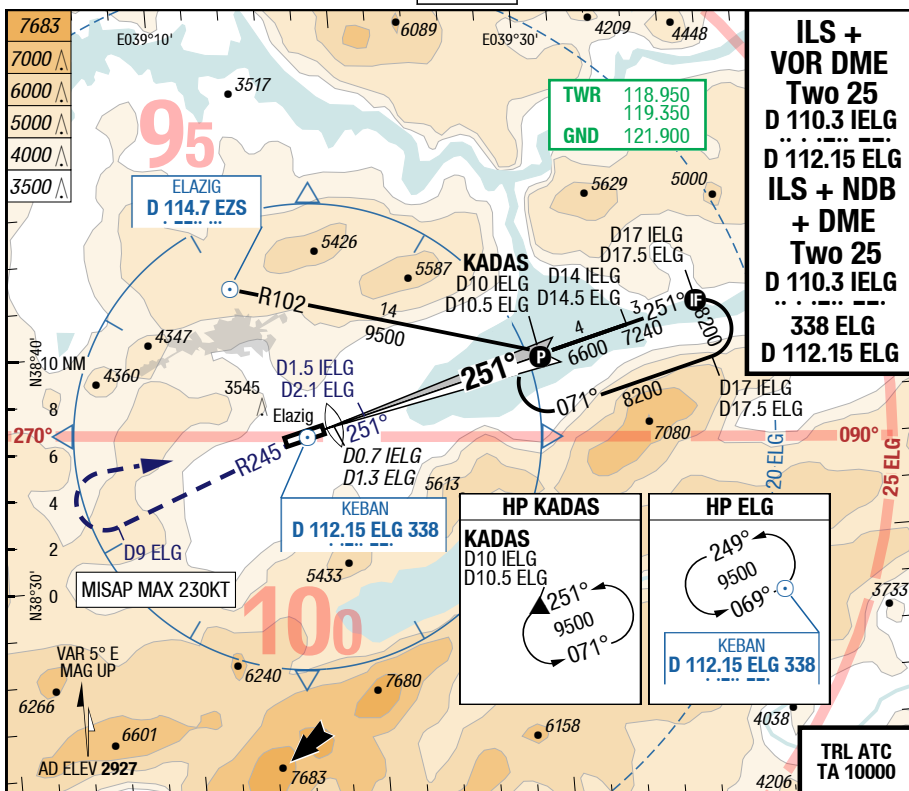 7683
7000
6000
5000
4000
3500
E039°10'
E039°30'
6089
4209
4448
3517
95
TWR 118.950
119.350
GND 121.900
ILS +
VOR DME
Two 25
D 110.3 IELG
D 112.15 ELG
ILS + NDB
+ DME
Two 25
D 110.3 IELG
338 ELG
D 112.15 ELG
ELAZIG
D 114.7 EZS
5629
5000
5426
5587
KADAS
D10 IELG
D10.5 ELG
D17 IELG
D17.5 ELG
D14 IELG
D14.5 ELG
R102
14
9500
IF
251°
3
7240
4
6600
8200
P
251°
071°
8200
D17 IELG
D17.5 ELG
4347
4360
N38°40'
10 NM
8
6
4
2
0
N38°30'
3545
Elazig
D1.5 IELG
D2.1 ELG
251°
D0.7 IELG
D1.3 ELG
7080
270°
090°
R245
5613
20 ELG
25 ELG
KEBAN
D 112.15 ELG 338
D9 ELG
MISAP MAX 230KT
5433
100
HP KADAS
KADAS
D10 IELG
D10.5 ELG
251°
9500
071°
HP ELG
249°
9500
069°
KEBAN
D 112.15 ELG 338
3733
VAR 5° E
MAG UP
6266
6240
7680
6601
6158
4038
7683
AD ELEV 2927
4206
TRL ATC
TA 10000